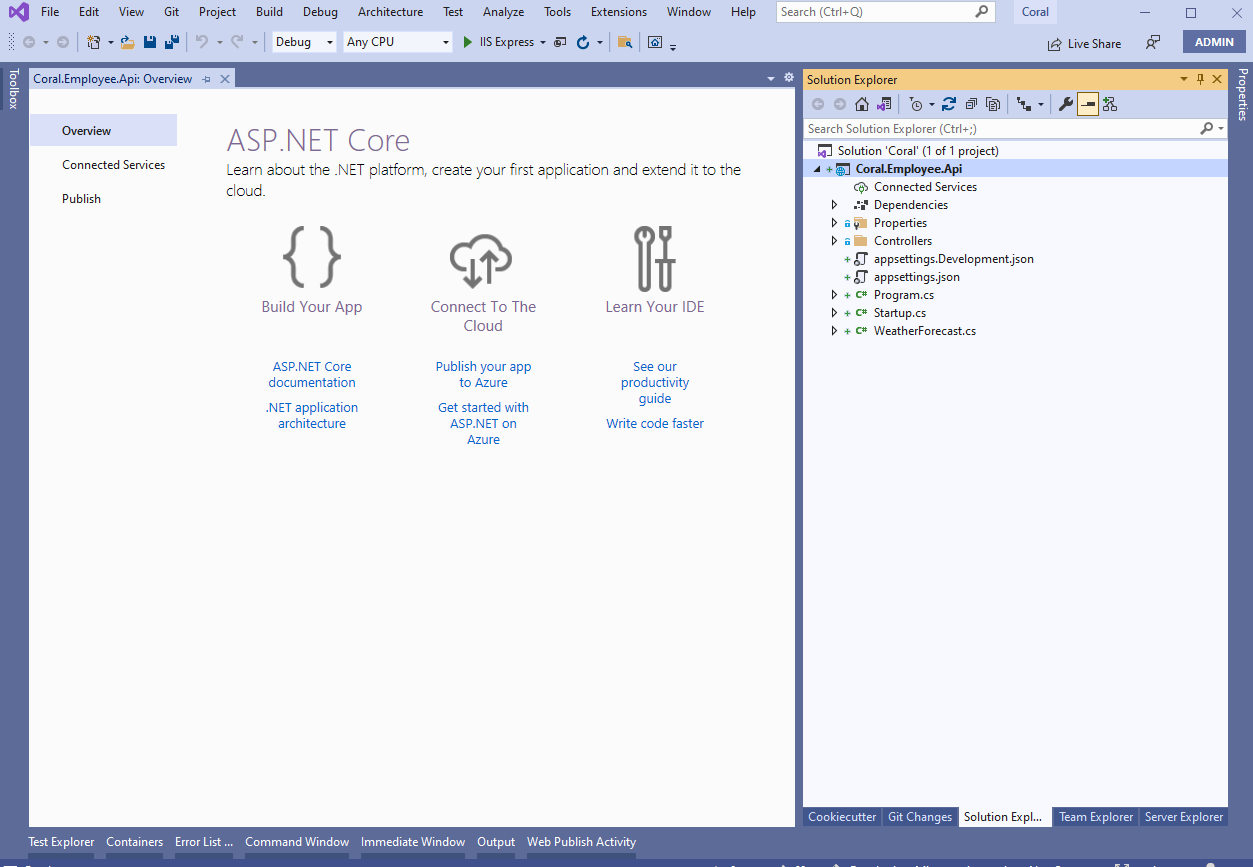 File Edit View Git Project Build Debug Architecture Test Analyze Tools Extensions Window Help Search (Ctrl+Q) Coral
Debug Any CPU IIS Express Live Share ADMIN
Toolbox
Coral.Employee.Api: Overview
Overview
Connected Services
Publish
ASP.NET Core
Learn about the .NET platform, create your first application and extend it to the
cloud.
Build Your App
ASP.NET Core
documentation
.NET application
architecture
Connect To The
Cloud
Publish your app
to Azure
Get started with
ASP.NET on
Azure
Learn Your IDE
See our
productivity
guide
Write code faster
Solution Explorer
Search Solution Explorer (Ctrl+;)
Solution 'Coral' (1 of 1 project)
Coral.Employee.Api
Connected Services
Dependencies
Properties
Controllers
appsettings.Development.json
appsettings.json
C# Program.cs
C# Startup.cs
C# WeatherForecast.cs
Cookiecutter Git Changes Solution Expl... Team Explorer Server Explorer
Properties
Test Explorer Containers Error List ... Command Window Immediate Window Output Web Publish Activity